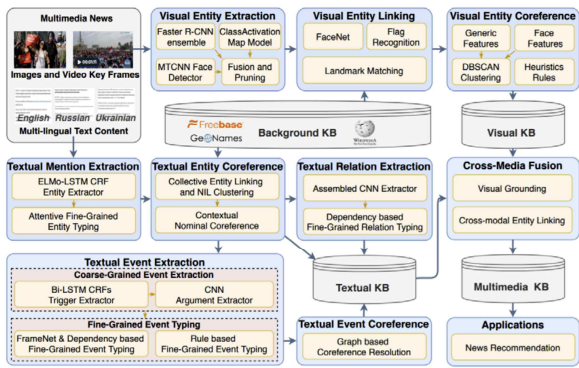 Multimedia News
Images and Video Key Frames
English Russian Ukrainian
Multi-lingual Text Content
Visual Entity Extraction
Faster R-CNN
ensemble
ClassActivation
Map Model
MTCNN Face
Detector
Fusion and
Pruning
Visual Entity Linking
FaceNet
Flag
Recognition
Landmark Matching
Visual Entity Coreference
Generic
Features
Face
Features
DBSCAN
Clustering
Heuristics
Rules
Freebase
GeoNames
Background KB
WIKIPEDIA
Visual KB
Textual Mention Extraction
ELMo-LSTM CRF
Entity Extractor
Attentive Fine-Grained
Entity Typing
Textual Entity Coreference
Collective Entity Linking
and NIL Clustering
Contextual
Nominal Coreference
Textual Relation Extraction
Assembled CNN Extractor
Dependency based
Fine-Grained Relation Typing
Cross-Media Fusion
Visual Grounding
Cross-modal Entity Linking
Textual Event Extraction
Coarse-Grained Event Extraction
Bi-LSTM CRFs
Trigger Extractor
CNN
Argument Extractor
Fine-Grained Event Typing
FrameNet & Dependency based
Fine-Grained Event Typing
Rule based
Fine-Grained Event Typing
Textual KB
Multimedia KB
Textual Event Coreference
Graph based
Coreference Resolution
Applications
News Recommendation